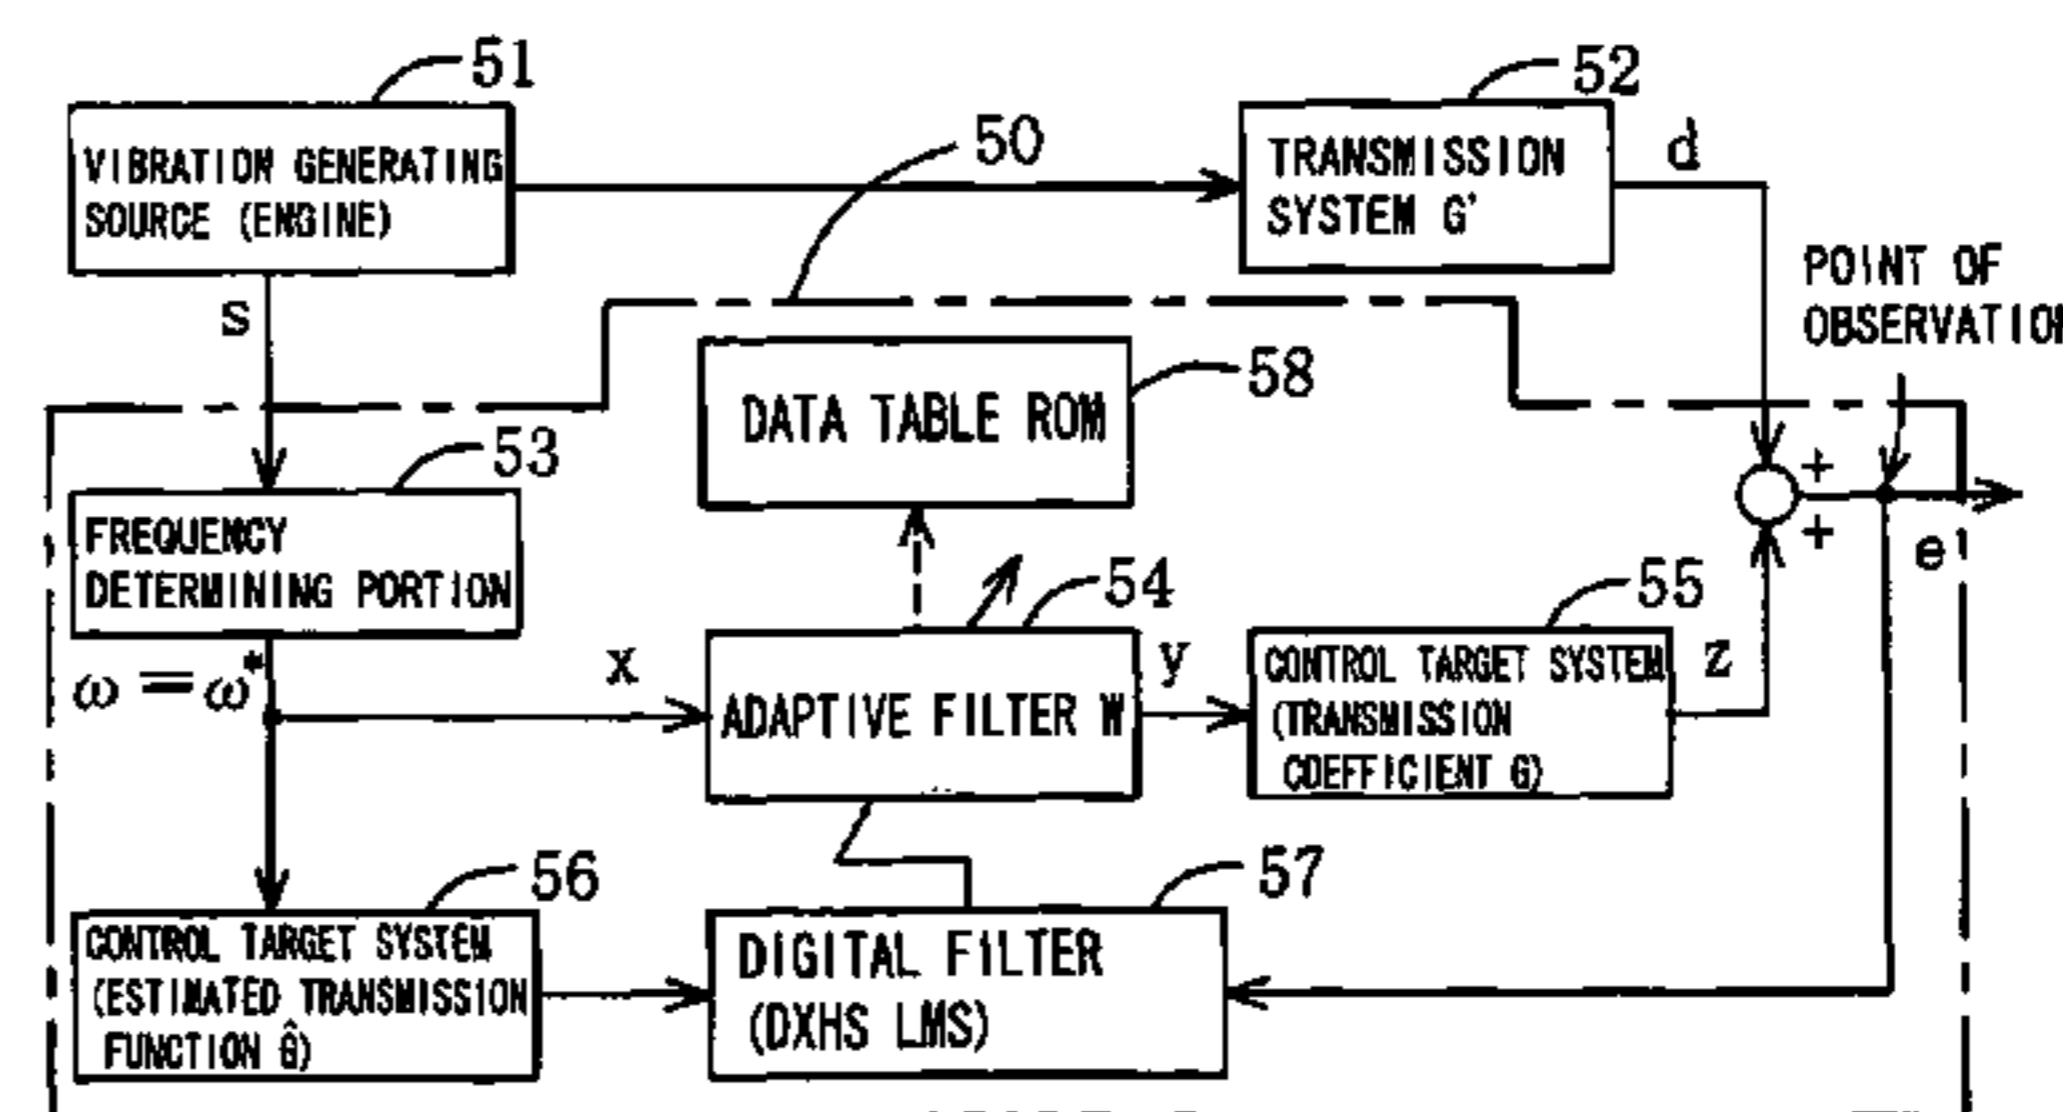 51
52
50
VIBRATION GENERATING
SOURCE (ENGINE)
TRANSMISSION
SYSTEM G'
d
POINT OF
OBSERVATION
s
58
DATA TABLE ROM
53
FREQUENCY
DETERMINING PORTION
+
+
e
54
55
ω=ω*
x
ADAPTIVE FILTER W
y
CONTROL TARGET SYSTEM
(TRANSMISSION
COEFFICIENT G)
z
56
57
CONTROL TARGET SYSTEM
(ESTIMATED TRANSMISSION
FUNCTION Ĝ)
DIGITAL FILTER
(DXHS LMS)